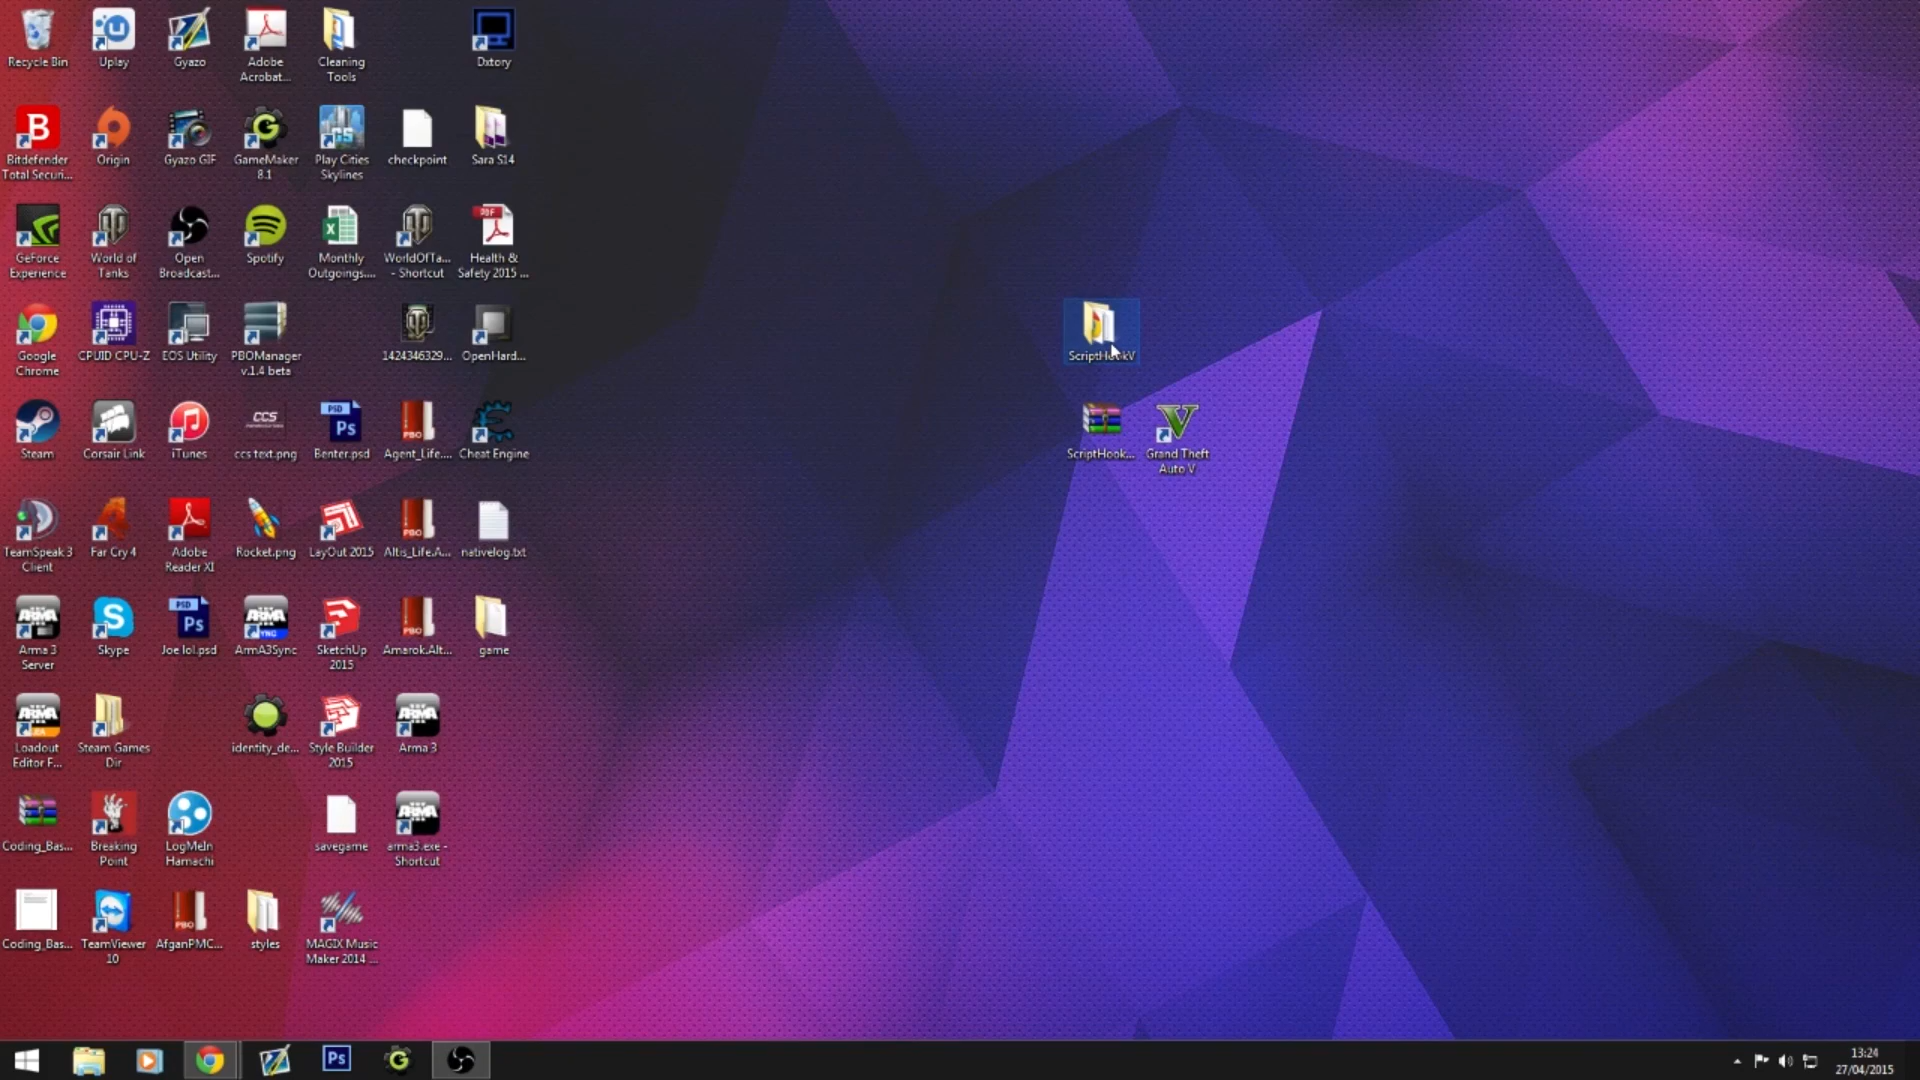 Recycle Bin
Uplay
Gyazo
Adobe
Acrobat...
Cleaning
Tools
Dxtory
Bitdefender
Total Securi...
Origin
Gyazo GIF
GameMaker
8.1
Play Cities
Skylines
checkpoint
Sara S14
GeForce
Experience
World of
Tanks
Open
Broadcast...
Spotify
Monthly
Outgoings....
WorldOfTa...
- Shortcut
Health &
Safety 2015 ...
Google
Chrome
CPUID CPU-Z
EOS Utility
PBOManager
v.1.4 beta
1424346329...
OpenHard...
ScriptHookV
Steam
Corsair Link
iTunes
ccs text.png
Benter.psd
Agent_Life....
Cheat Engine
ScriptHook...
Grand Theft
Auto V
TeamSpeak 3
Client
Far Cry 4
Adobe
Reader XI
Rocket.png
LayOut 2015
Altis_Life.A...
nativelog.txt
Arma 3
Server
Skype
Joe lol.psd
ArmA3Sync
SketchUp
2015
Amarok.Alt...
game
Loadout
Editor F...
Steam Games
Dir
identity_de...
Style Builder
2015
Arma 3
Coding_Bas...
Breaking
Point
LogMeIn
Hamachi
savegame
arma3.exe -
Shortcut
Coding_Bas...
TeamViewer
10
AfganPMC...
styles
MAGIX Music
Maker 2014 ...
13:24
27/04/2015